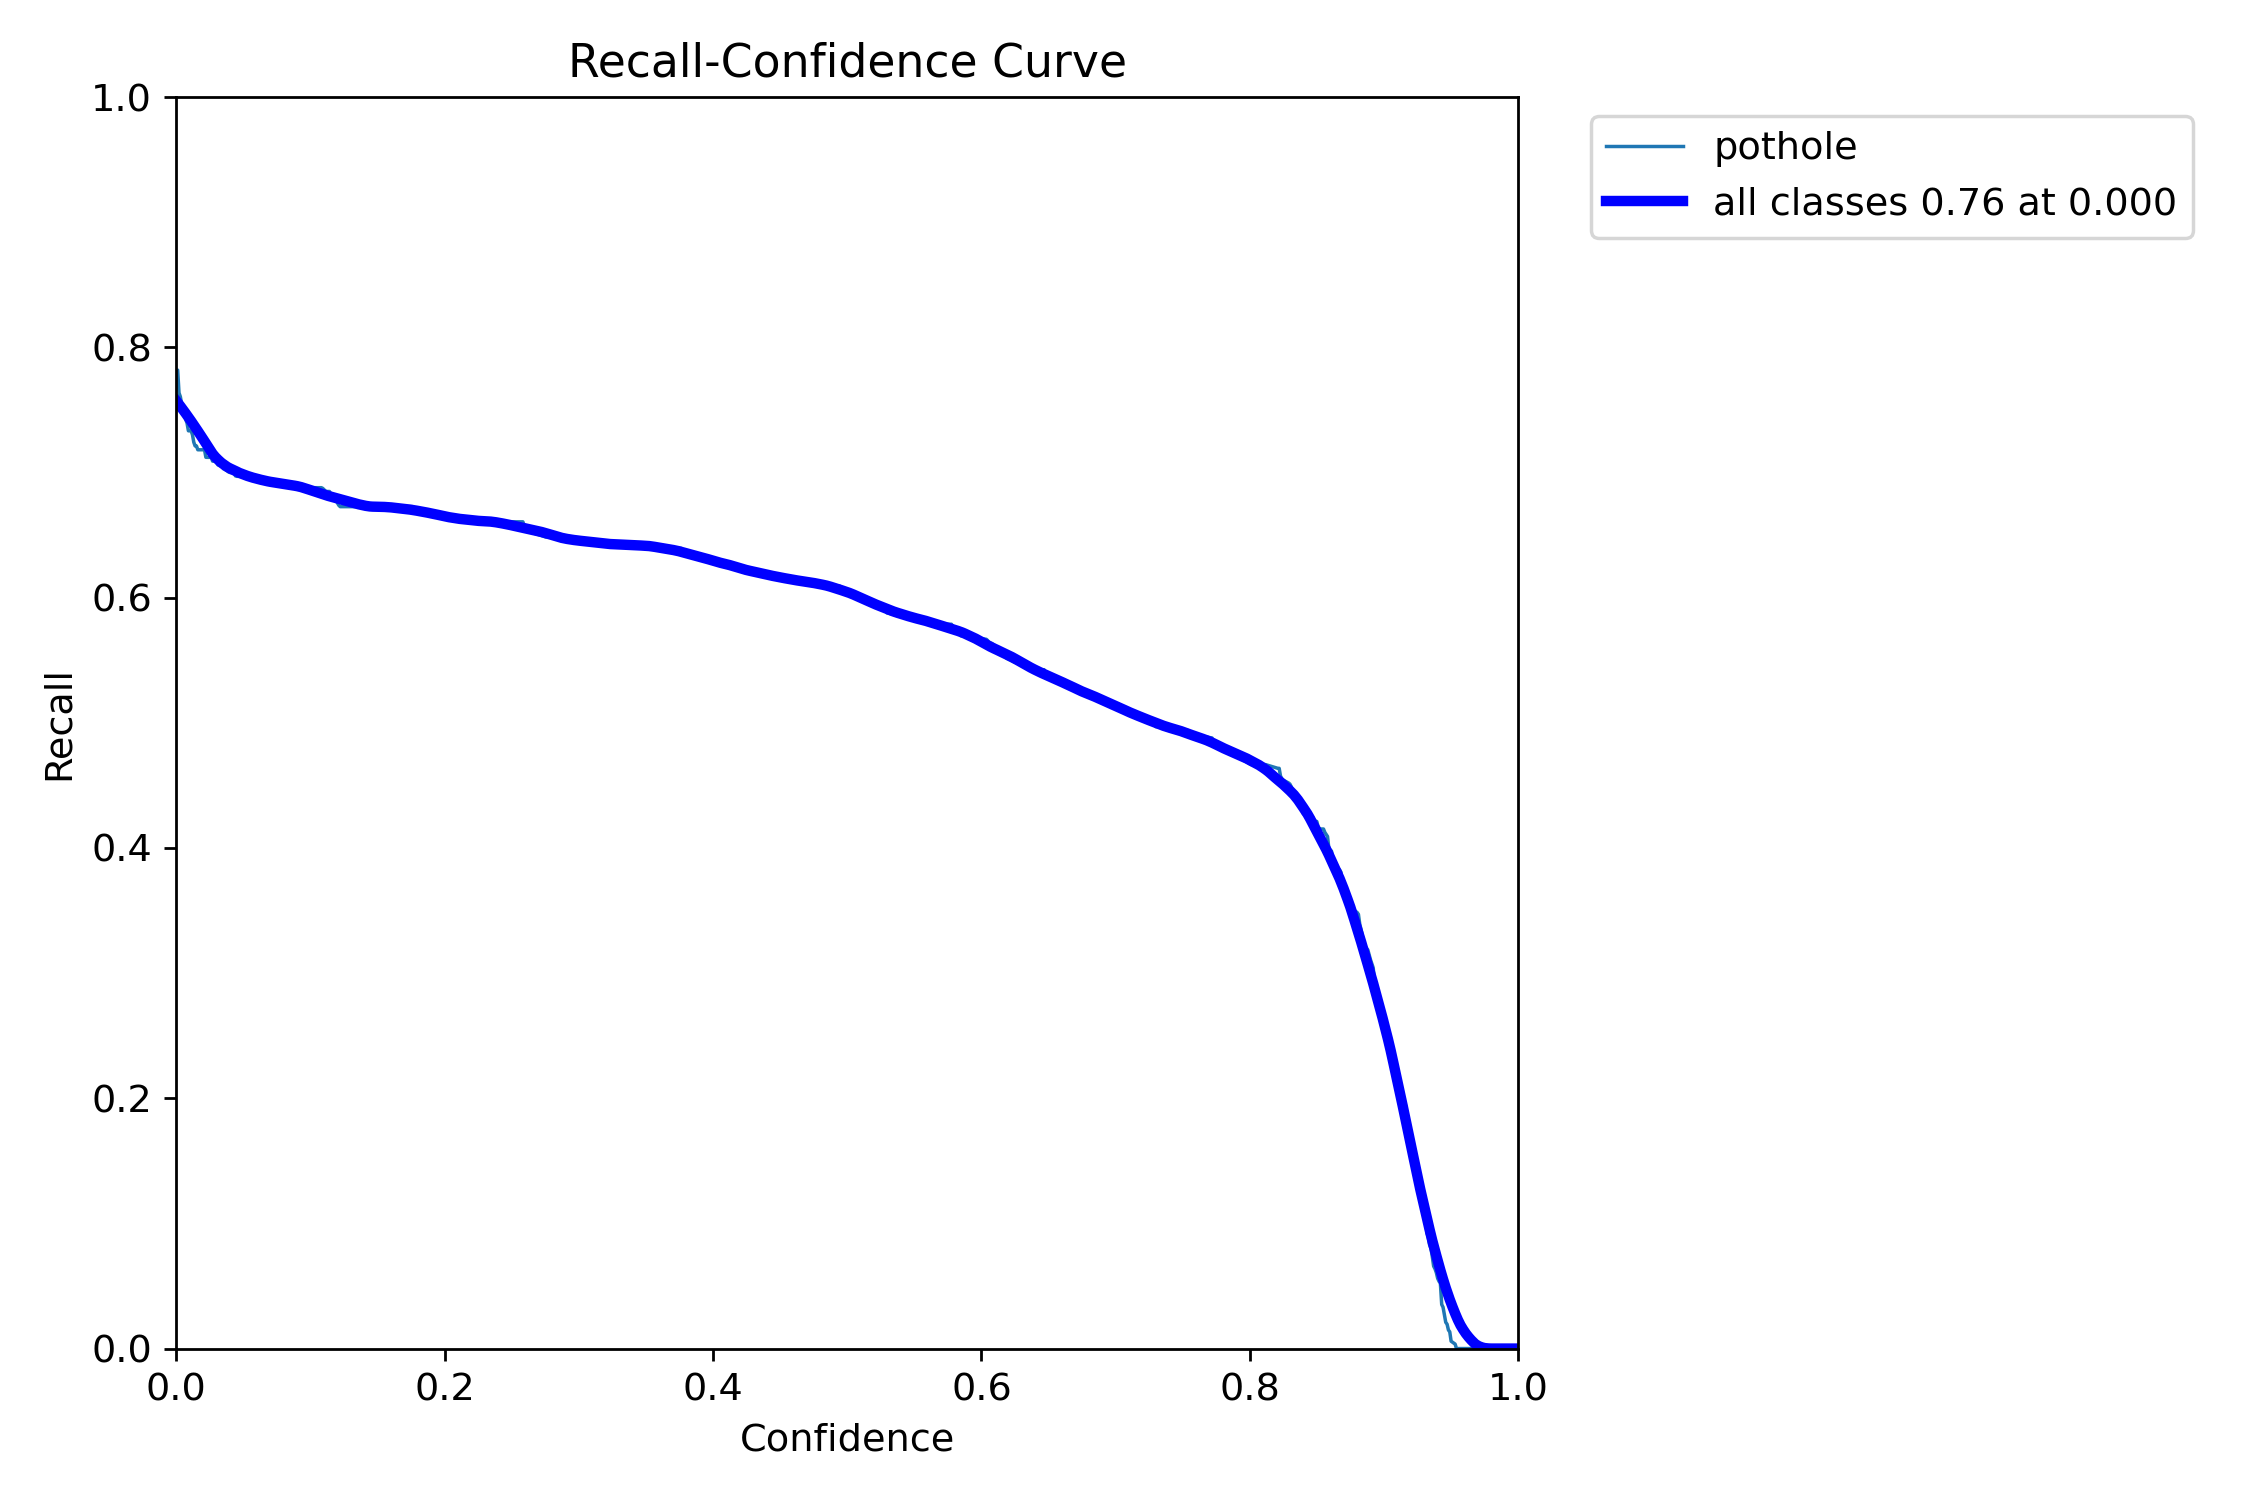 Recall-Confidence Curve
1.0
0.8
0.6
0.4
0.2
0.0
Recall
0.0 0.2 0.4 0.6 0.8 1.0
Confidence
pothole
all classes 0.76 at 0.000